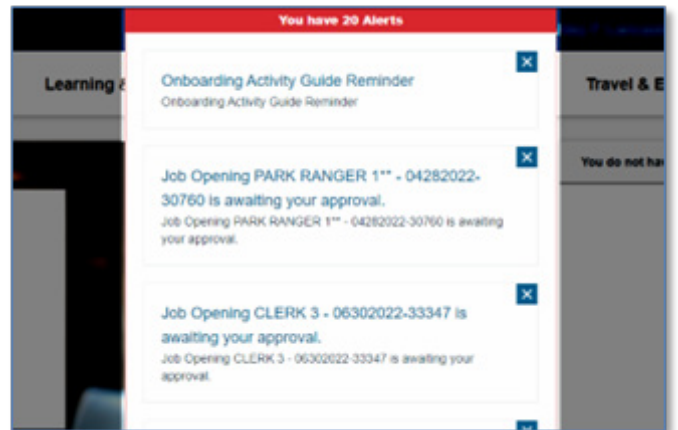 You have 20 Alerts
Learning &
Travel & E
Onboarding Activity Guide Reminder
Onboarding Activity Guide Reminder
You do not hav
Job Opening PARK RANGER 1** - 04282022-
30760 is awaiting your approval.
Job Opening PARK RANGER 1** - 04282022-30760 is awaiting
your approval.
Job Opening CLERK 3 - 06302022-33347 is
awaiting your approval.
Job Opening CLERK 3 - 06302022-33347 is awaiting your
approval.